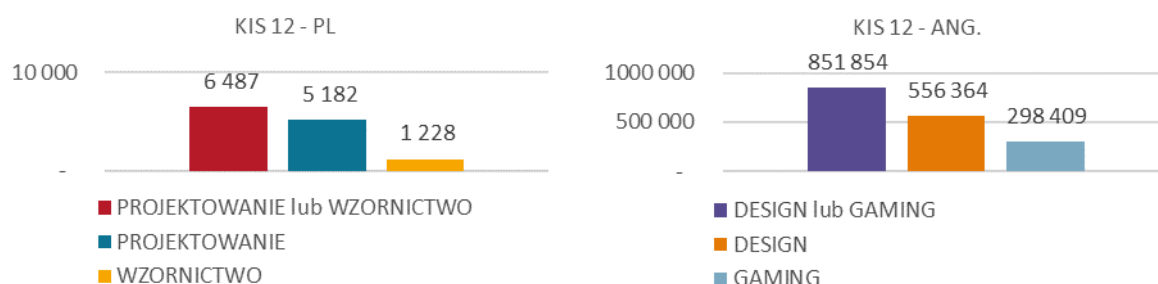 KIS 12 - PL
10 000
6 487
5 182
1 228
-
PROJEKTOWANIE lub WZORNICTWO
PROJEKTOWANIE
WZORNICTWO
KIS 12 - ANG.
1000 000
851 854
556 364
500 000
298 409
-
DESIGN lub GAMING
DESIGN
GAMING